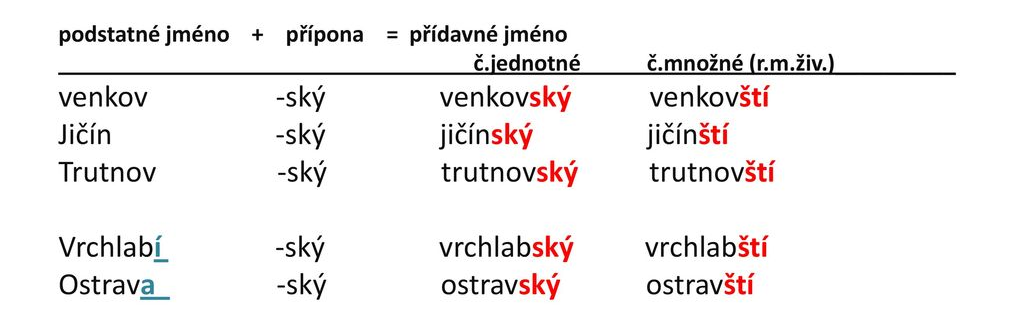 podstatné jméno + přípona = přídavné jméno
č.jednotné č.množné (r.m.živ.)
venkov -ský venkovský venkovští
Jičín -ský jičínský jičínští
Trutnov -ský trutnovský trutnovští
Vrchlabí -ský vrchlabský vrchlabští
Ostrava -ský ostravský ostravští